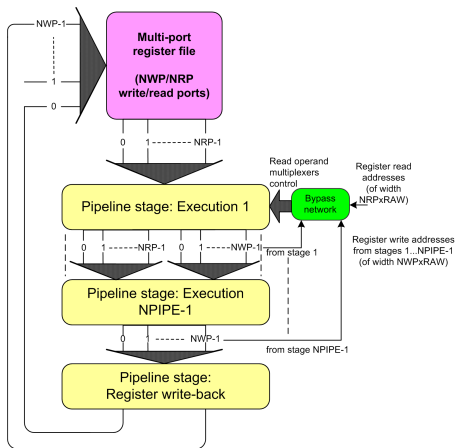 NWP-1
Multi-port
register file
(NWP/NRP
write/read ports)
1
0
0 1 NRP-1
Read operand
multiplexers
control
Register read
addresses
(of width
NRPxRAW)
Bypass
network
Pipeline stage: Execution 1
0 1 NRP-1 0 1 NWP-1
from stage 1
Register write addresses
from stages 1...NPIPE-1
(of width NWPxRAW)
Pipeline stage: Execution
NPIPE-1
0 1 NWP-1
from stage NPIPE-1
Pipeline stage:
Register write-back